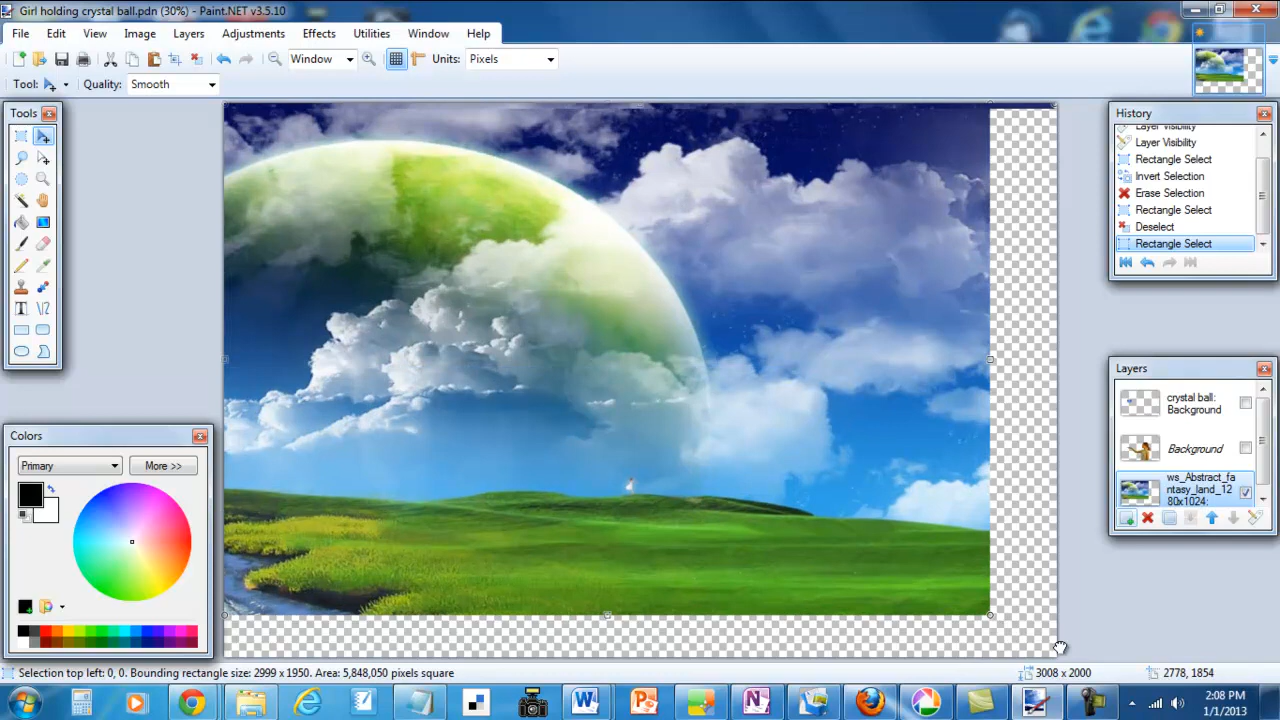 Girl holding crystal ball.pdn (30%) - Paint.NET v3.5.10
File Edit View Image Layers Adjustments Effects Utilities Window Help
Window Units: Pixels
Tool: Quality: Smooth
Tools
History
Layer Visibility
Layer Visibility
Rectangle Select
Invert Selection
Erase Selection
Rectangle Select
Deselect
Rectangle Select
Layers
crystal ball:
Background
Background
ws_Abstract_fa
ntasy_land_12
80x1024:
Colors
Primary More >>
Selection top left: 0, 0. Bounding rectangle size: 2999 x 1950. Area: 5,848,050 pixels square 3008 x 2000 2778, 1854
2:08 PM
1/1/2013